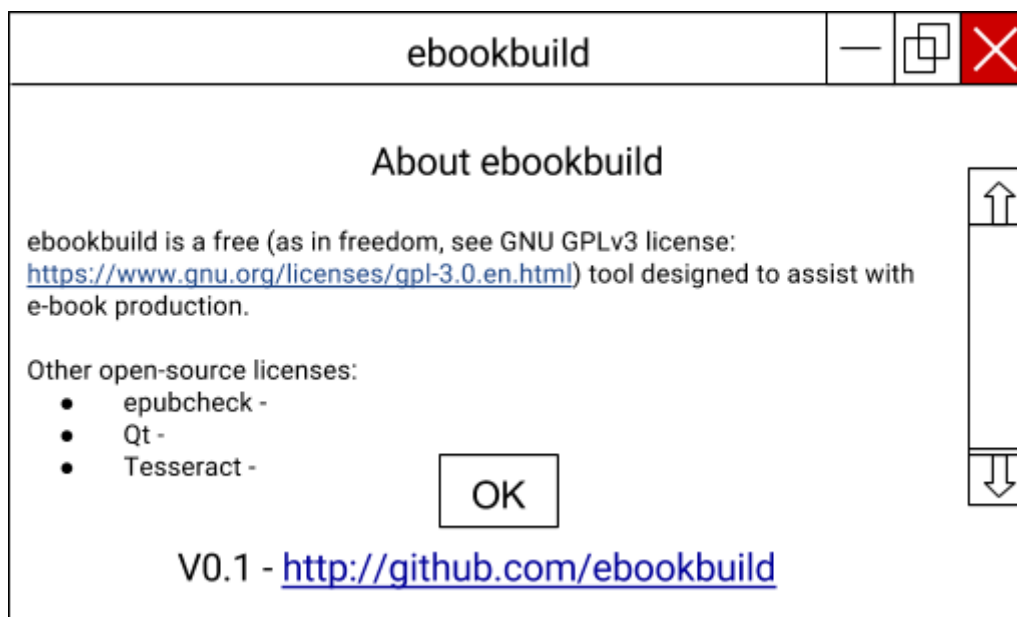 ebookbuild
About ebookbuild
ebookbuild is a free (as in freedom, see GNU GPLv3 license:
https://www.gnu.org/licenses/gpl-3.0.en.html) tool designed to assist with
e-book production.
Other open-source licenses:
● epubcheck -
● Qt -
● Tesseract -
OK
V0.1 - http://github.com/ebookbuild